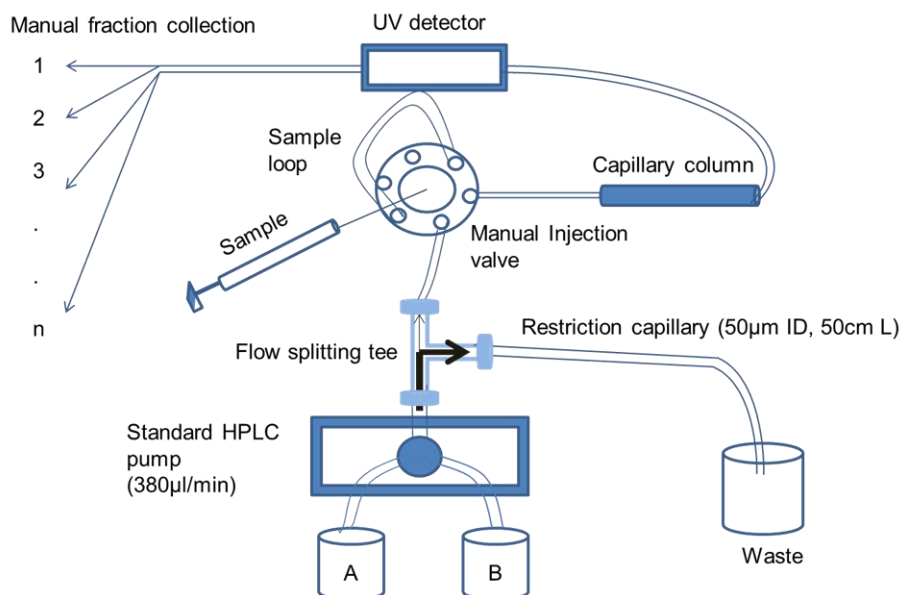 Manual fraction collection
UV detector
1
2
3
.
.
n
Sample
loop
Capillary column
Sample
Manual Injection
valve
Restriction capillary (50µm ID, 50cm L)
Flow splitting tee
Standard HPLC
pump
(380µl/min)
A
B
Waste